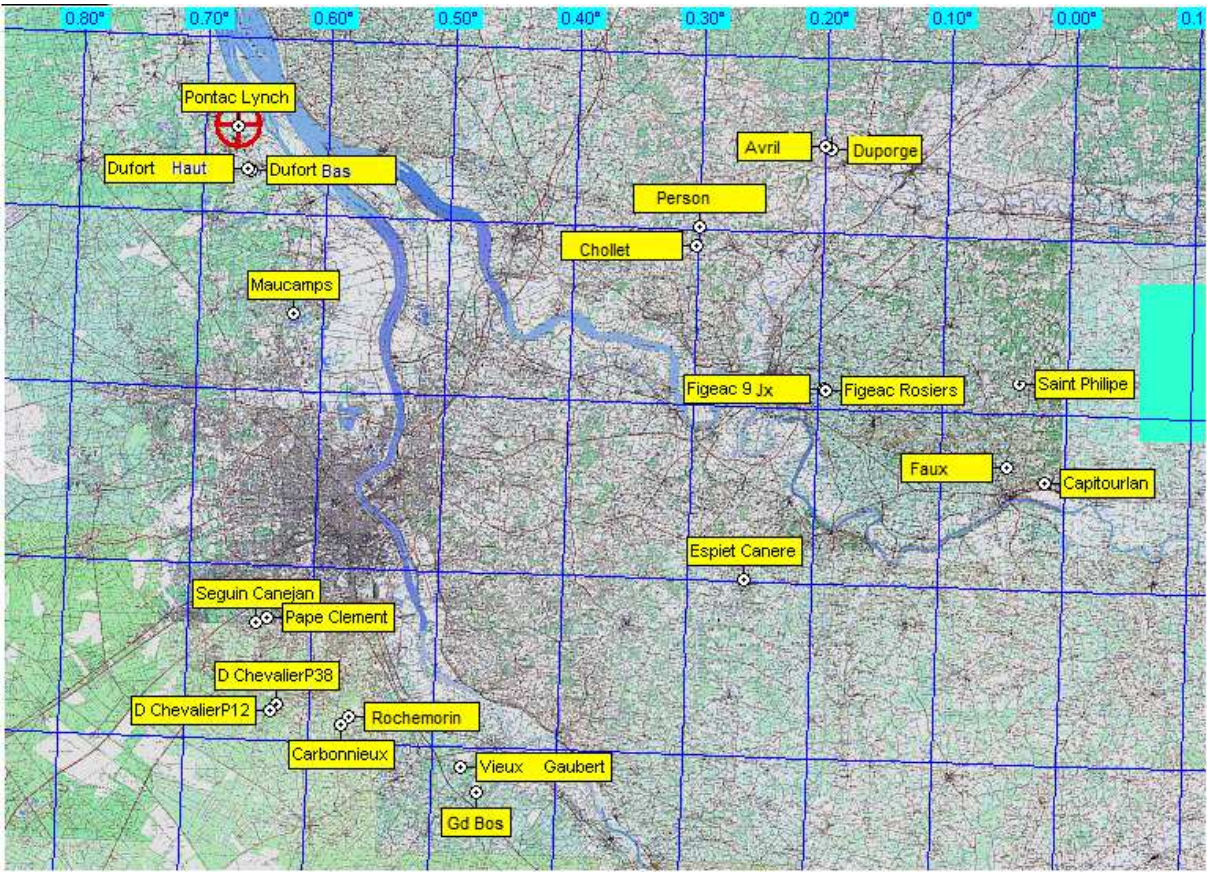 0.80° 0.70° 0.60° 0.50° 0.40° 0.30° 0.20° 0.10° 0.00° 0.1
Pontac Lynch
Avril
Duporge
Dufort Haut
Dufort Bas
Person
Chollet
Maucamps
Figeac 9 Jx
Figeac Rosiers
Saint Philipe
Faux
Capitourlan
Espiet Canere
Seguin Canejan
Pape Clement
D ChevalierP38
D ChevalierP12
Rochemorin
Carbonnieux
Vieux Gaubert
Gd Bos